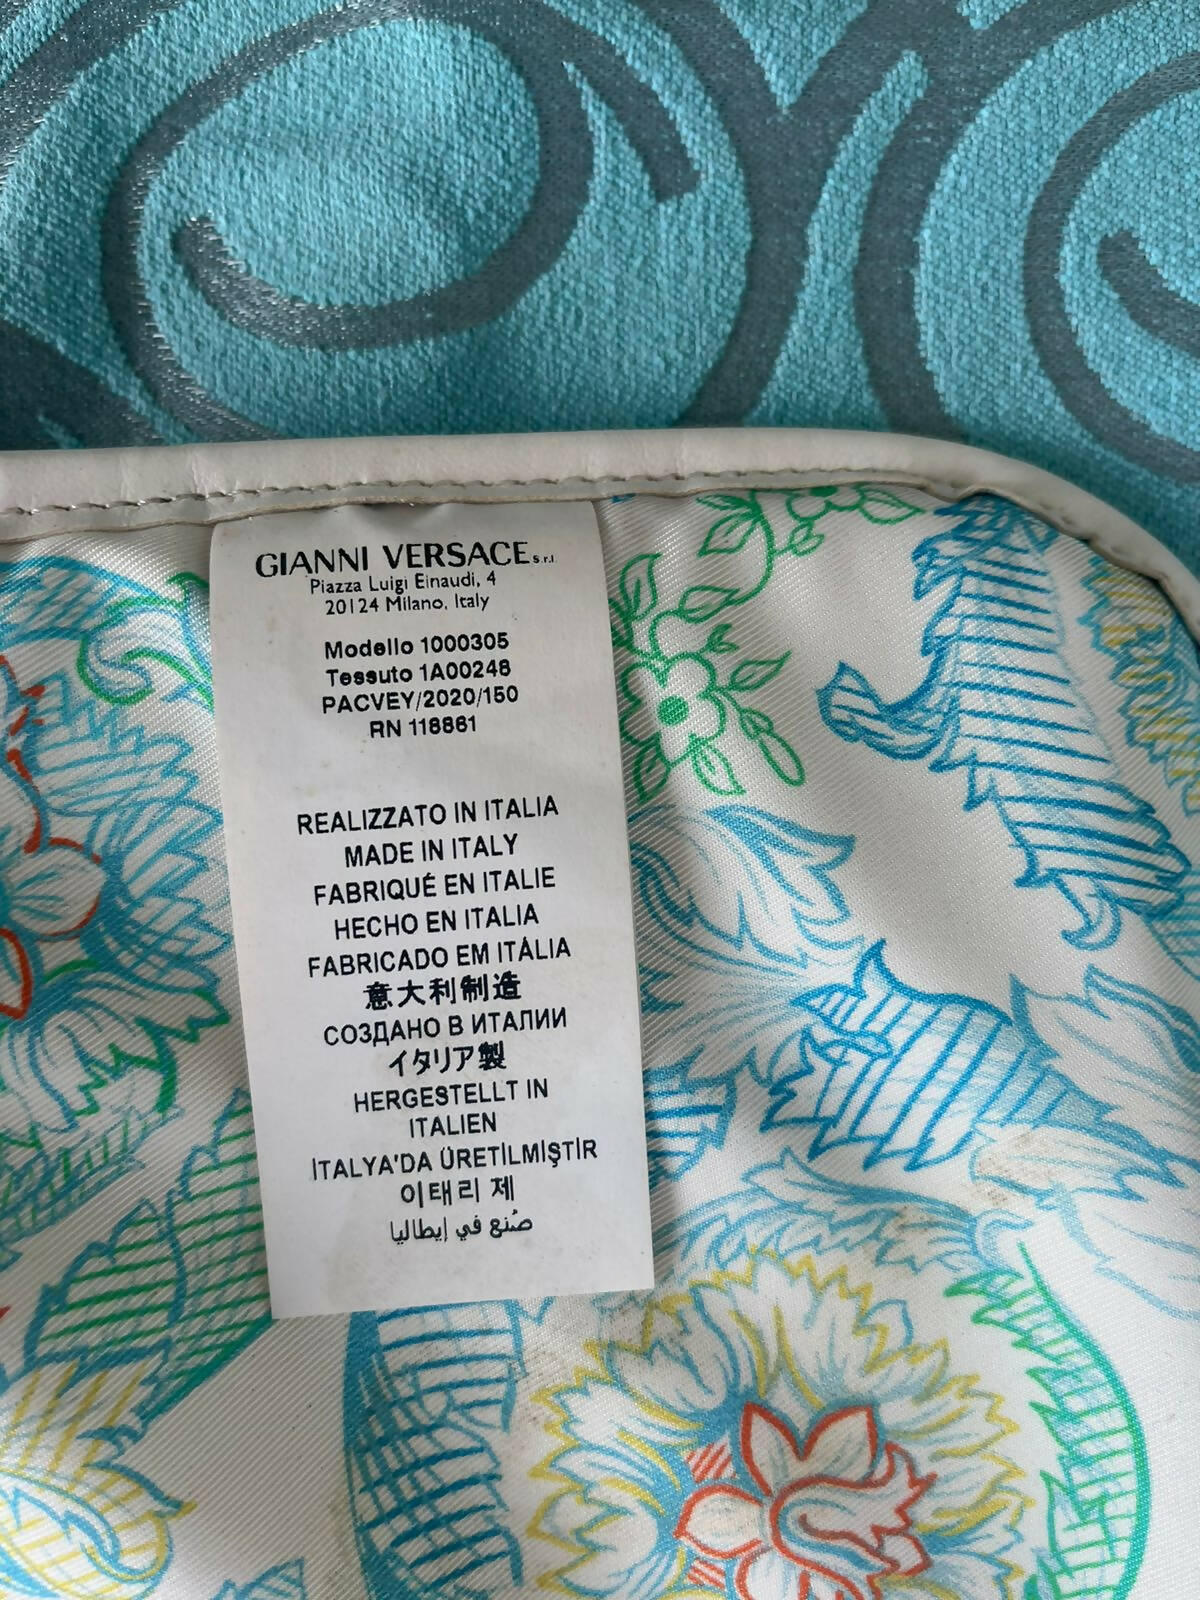 GIANNI VERSACE S.r.l.
Piazza Luigi Einaudi, 4
20124 Milano, Italy
Modello 1000305
Tessuto 1A00248
PACVEY/2020/150
RN 118861
REALIZZATO IN ITALIA
MADE IN ITALY
FABRIQUÉ EN ITALIE
HECHO EN ITALIA
FABRICADO EM ITÁLIA
意大利制造
СОЗДАНО В ИТАЛИИ
イタリア製
HERGESTELLT IN
ITALIEN
İTALYA'DA ÜRETİLMİŞTİR
이태리 제
صُنع في إيطاليا